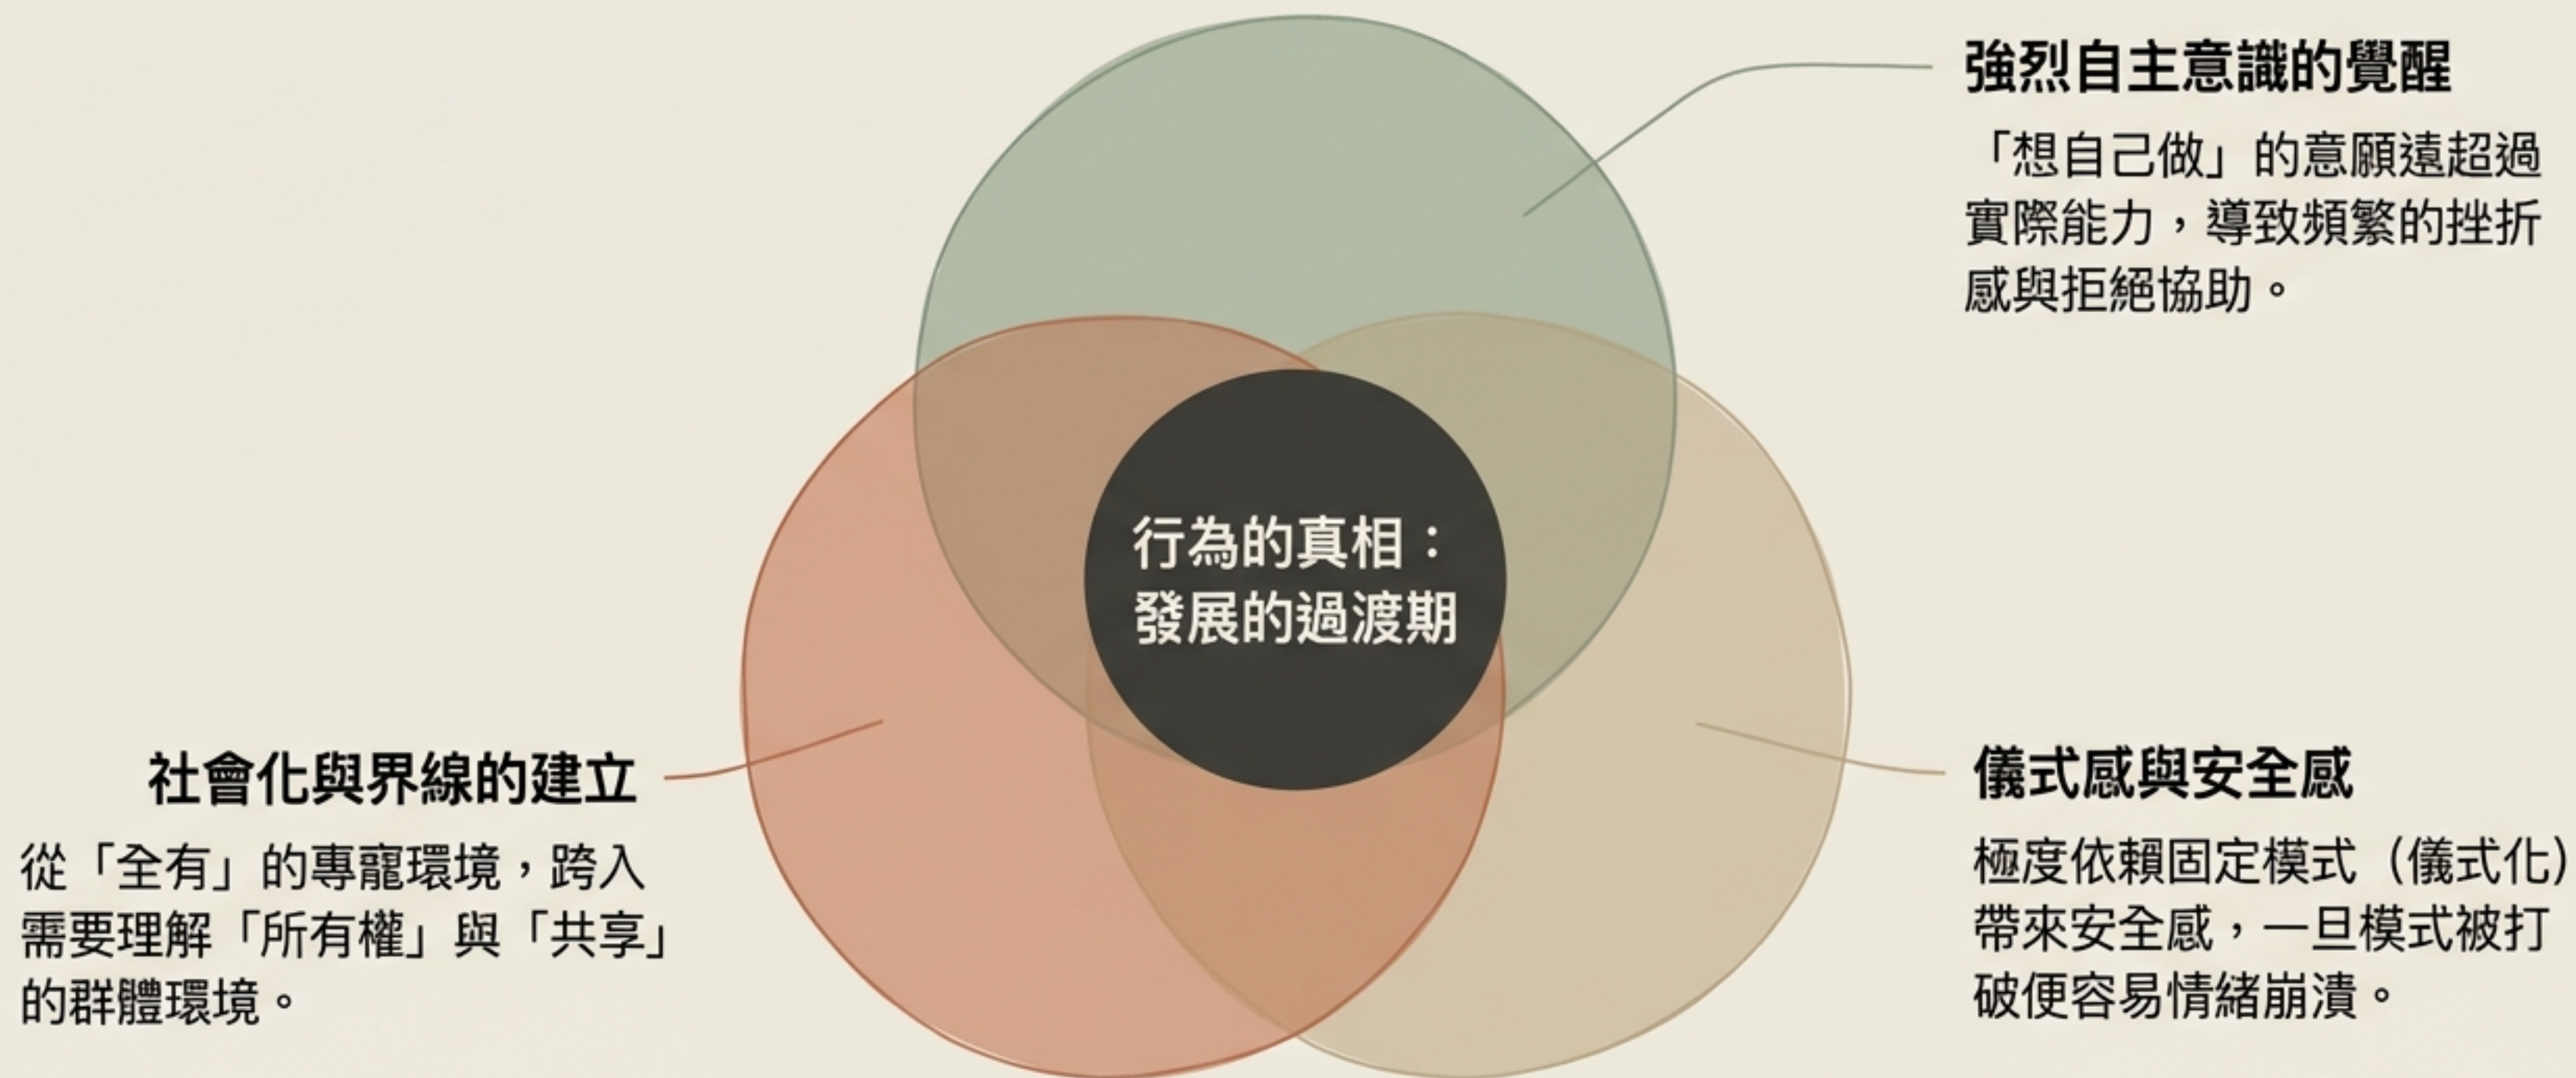 強烈自主意識的覺醒
「想自己做」的意願遠超過
實際能力，導致頻繁的挫折
感與拒絕協助。
行為的真相：
發展的過渡期
社會化與界線的建立
從「全有」的專寵環境，跨入
需要理解「所有權」與「共享」
的群體環境。
儀式感與安全感
極度依賴固定模式（儀式化）
帶來安全感，一旦模式被打
破便容易情緒崩潰。